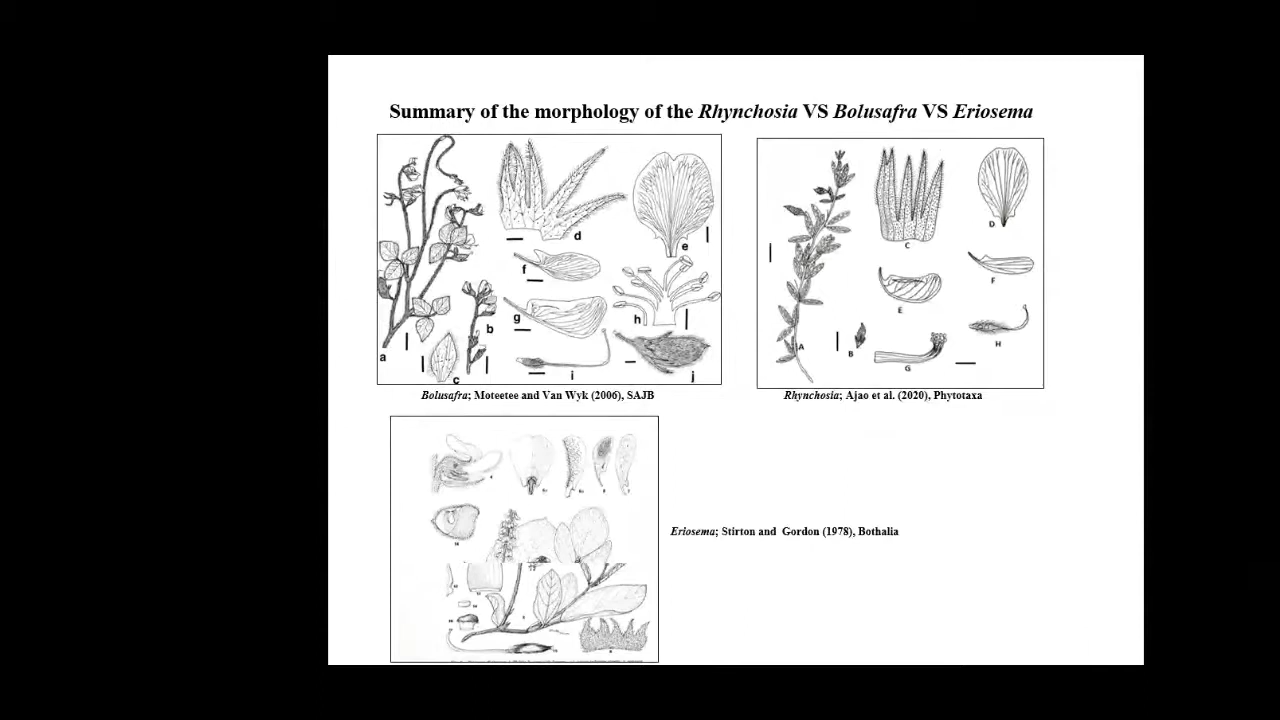 Summary of the morphology of the Rhynchosia VS Bolusafra VS Eriosema
a
b
c
d
e
f
g
h
i
j
Bolusafra; Moteetee and Van Wyk (2006), SAJB
A
B
C
D
E
F
G
H
Rhynchosia; Ajao et al. (2020), Phytotaxa
Eriosema; Stirton and Gordon (1978), Bothalia